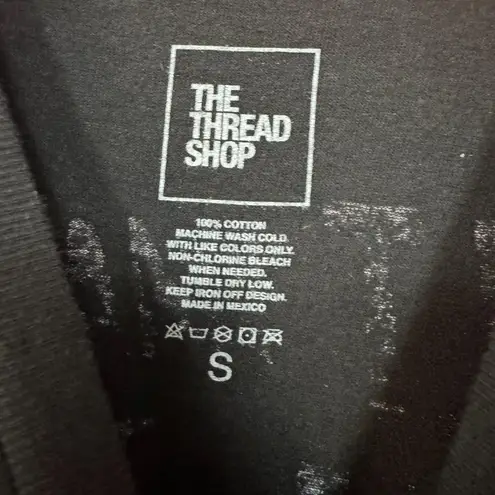 THE
THREAD
SHOP
100% COTTON
MACHINE WASH COLD
WITH LIKE COLORS ONLY.
NON-CHLORINE BLEACH
WHEN NEEDED.
TUMBLE DRY LOW.
KEEP IRON OFF DESIGN.
MADE IN MEXICO
S